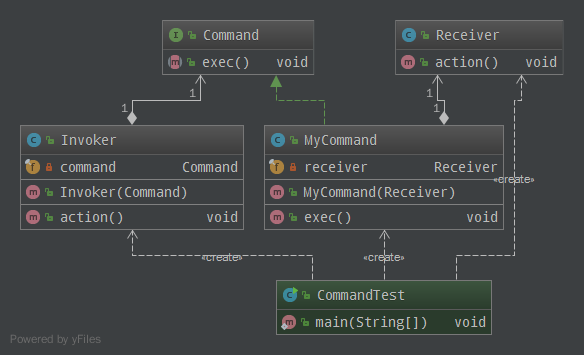 Command
exec() void
Receiver
action() void
1
1
1
1
Invoker
command Command
Invoker(Command)
action() void
MyCommand
receiver Receiver
MyCommand(Receiver)
exec() void
«create»
«create»
«create»
CommandTest
main(String[]) void
Powered by yFiles